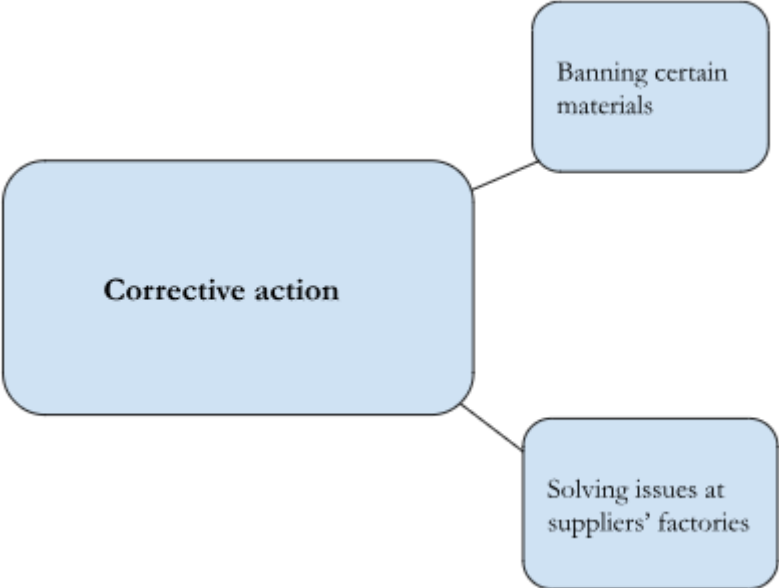 Banning certain
materials
Corrective action
Solving issues at
suppliers’ factories